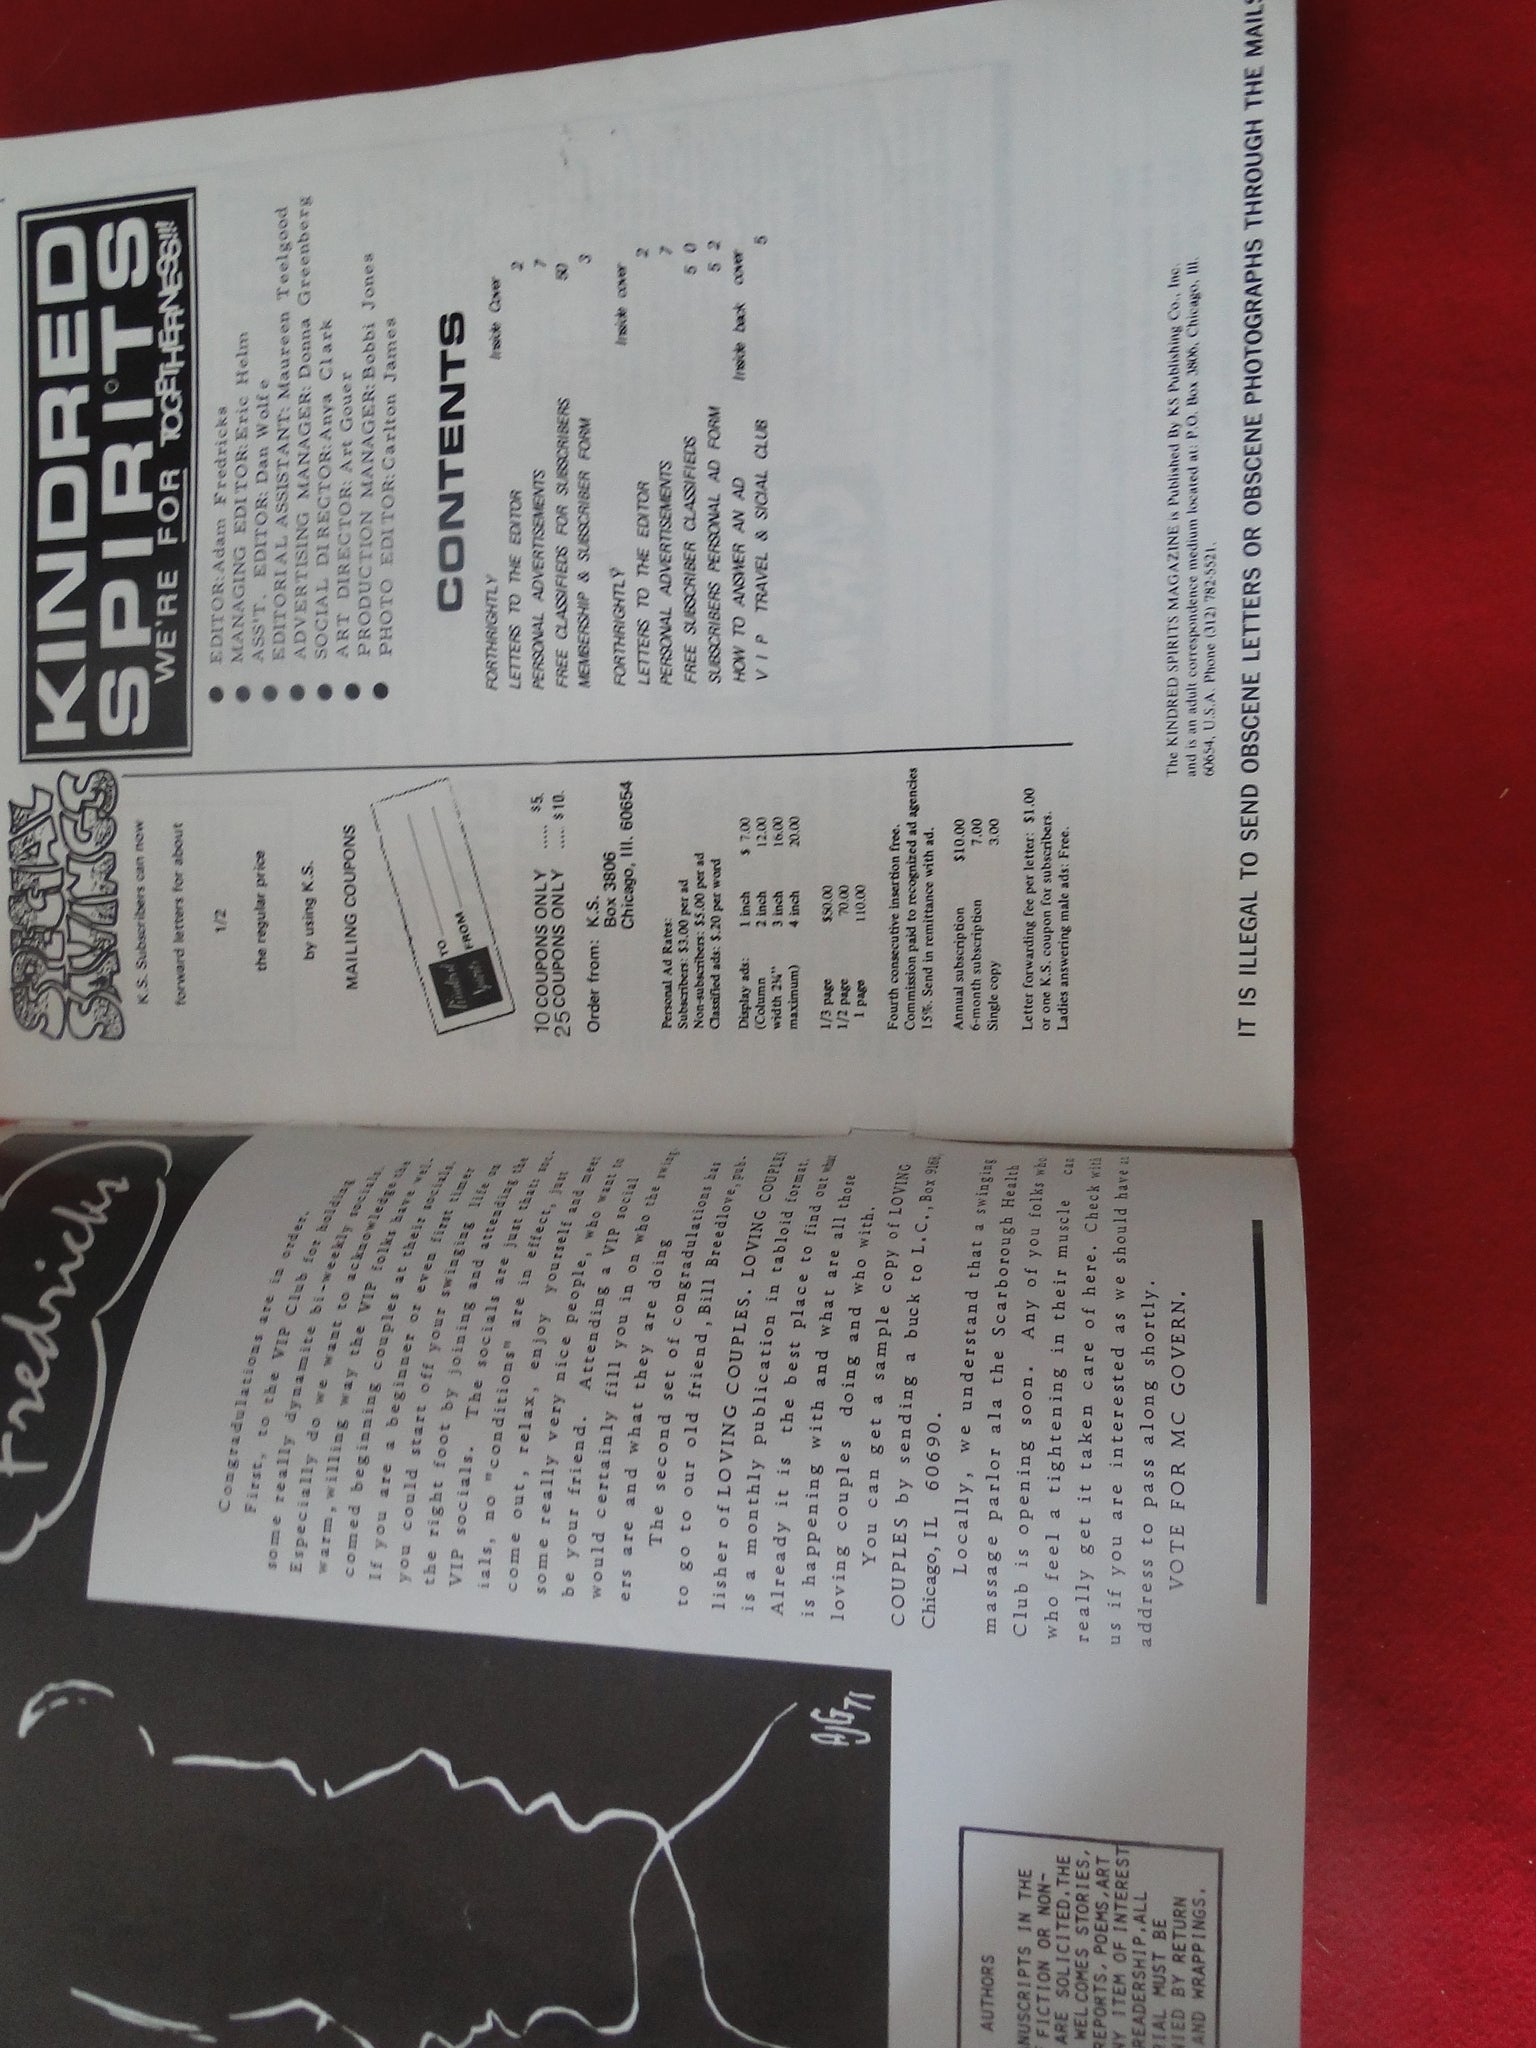 Fredricks
Congradulations are in order.
First, to the VIP Club for holding
some really dynamite bi-weekly socials.
Especially do we want to acknowledge the
warm, willing way the VIP folks have wel-
comed beginning couples at their socials.
If you are a beginner or even first timer
you could start off your swinging life on
the right foot by joining and attending the
VIP socials. The socials are just that: soc-
ials, no "conditions" are in effect, just
come out, relax, enjoy yourself and meet
some really very nice people, who want to
be your friend. Attending a VIP social
would certainly fill you in on who the swing-
ers are and what they are doing
The second set of congradulations has
to go to our old friend, Bill Breedlove, pub-
lisher of LOVING COUPLES. LOVING COUPLES
is a monthly publication in tabloid format.
Already it is the best place to find out what
is happening with and what are all those
loving couples doing and who with.
You can get a sample copy of LOVING
COUPLES by sending a buck to L.C., Box 9168,
Chicago, IL 60690.
Locally, we understand that a swinging
massage parlor ala the Scarborough Health
Club is opening soon. Any of you folks who
who feel a tightening in their muscle can
really get it taken care of here. Check with
us if you are interested as we should have
address to pass along shortly.
VOTE FOR MC GOVERN.
AJG 71
AUTHORS
NUSCRIPTS IN THE
FICTION OR NON-
ARE SOLICITED. THE
WELCOMES STORIES,
REPORTS, POEMS, ART
NY ITEM OF INTEREST
READERSHIP, ALL
RIAL MUST BE
NIED BY RETURN
AND WRAPPINGS.
SPECIAL
SAVINGS
K.S. Subscribers can now
forward letters for about
1/2
the regular price
by using K.S.
MAILING COUPONS
Kindred
Spirits
TO
FROM
10 COUPONS ONLY ..... $5.
25 COUPONS ONLY ..... $10.
Order from: K.S.
Box 3806
Chicago, Ill. 60654
Personal Ad Rates:
Subscribers: $3.00 per ad
Non-subscribers: $5.00 per ad
Classified ads: $.20 per word
Display ads: 1 inch $ 7.00
(Column 2 inch 12.00
width 2¼" 3 inch 16.00
maximum) 4 inch 20.00
1/3 page $50.00
1/2 page 70.00
1 page 110.00
Fourth consecutive insertion free.
Commission paid to recognized ad agencies
15%. Send in remittance with ad.
Annual subscription $10.00
6-month subscription 7.00
Single copy 3.00
Letter forwarding fee per letter: $1.00
or one K.S. coupon for subscribers.
Ladies answering male ads: Free.
KINDRED
SPIRITS
WE'RE FOR TOGETHERNESS!!!
EDITOR: Adam Fredricks
MANAGING EDITOR: Eric Helm
ASS'T. EDITOR: Dan Wolfe
EDITORIAL ASSISTANT: Maureen Teelgood
ADVERTISING MANAGER: Donna Greenberg
SOCIAL DIRECTOR: Anya Clark
ART DIRECTOR: Art Gouer
PRODUCTION MANAGER: Bobbi Jones
PHOTO EDITOR: Carlton James
CONTENTS
FORTHRIGHTLY Inside Cover
LETTERS TO THE EDITOR 2
PERSONAL ADVERTISEMENTS 7
FREE CLASSIFIEDS FOR SUBSCRIBERS 50
MEMBERSHIP & SUBSCRIBER FORM 3
FORTHRIGHTLY Inside cover
LETTERS TO THE EDITOR 2
PERSONAL ADVERTISEMENTS 7
FREE SUBSCRIBER CLASSIFIEDS 5 0
SUBSCRIBERS PERSONAL AD FORM 5 2
HOW TO ANSWER AN AD Inside back cover
V I P TRAVEL & SICIAL CLUB 5
The KINDRED SPIRITS MAGAZINE is Published By KS Publishing Co., Inc.
and is an adult correspondence medium located at: P.O. Box 3806, Chicago, Ill.
60654, U.S.A. Phone (312) 782-5521.
IT IS ILLEGAL TO SEND OBSCENE LETTERS OR OBSCENE PHOTOGRAPHS THROUGH THE MAILS